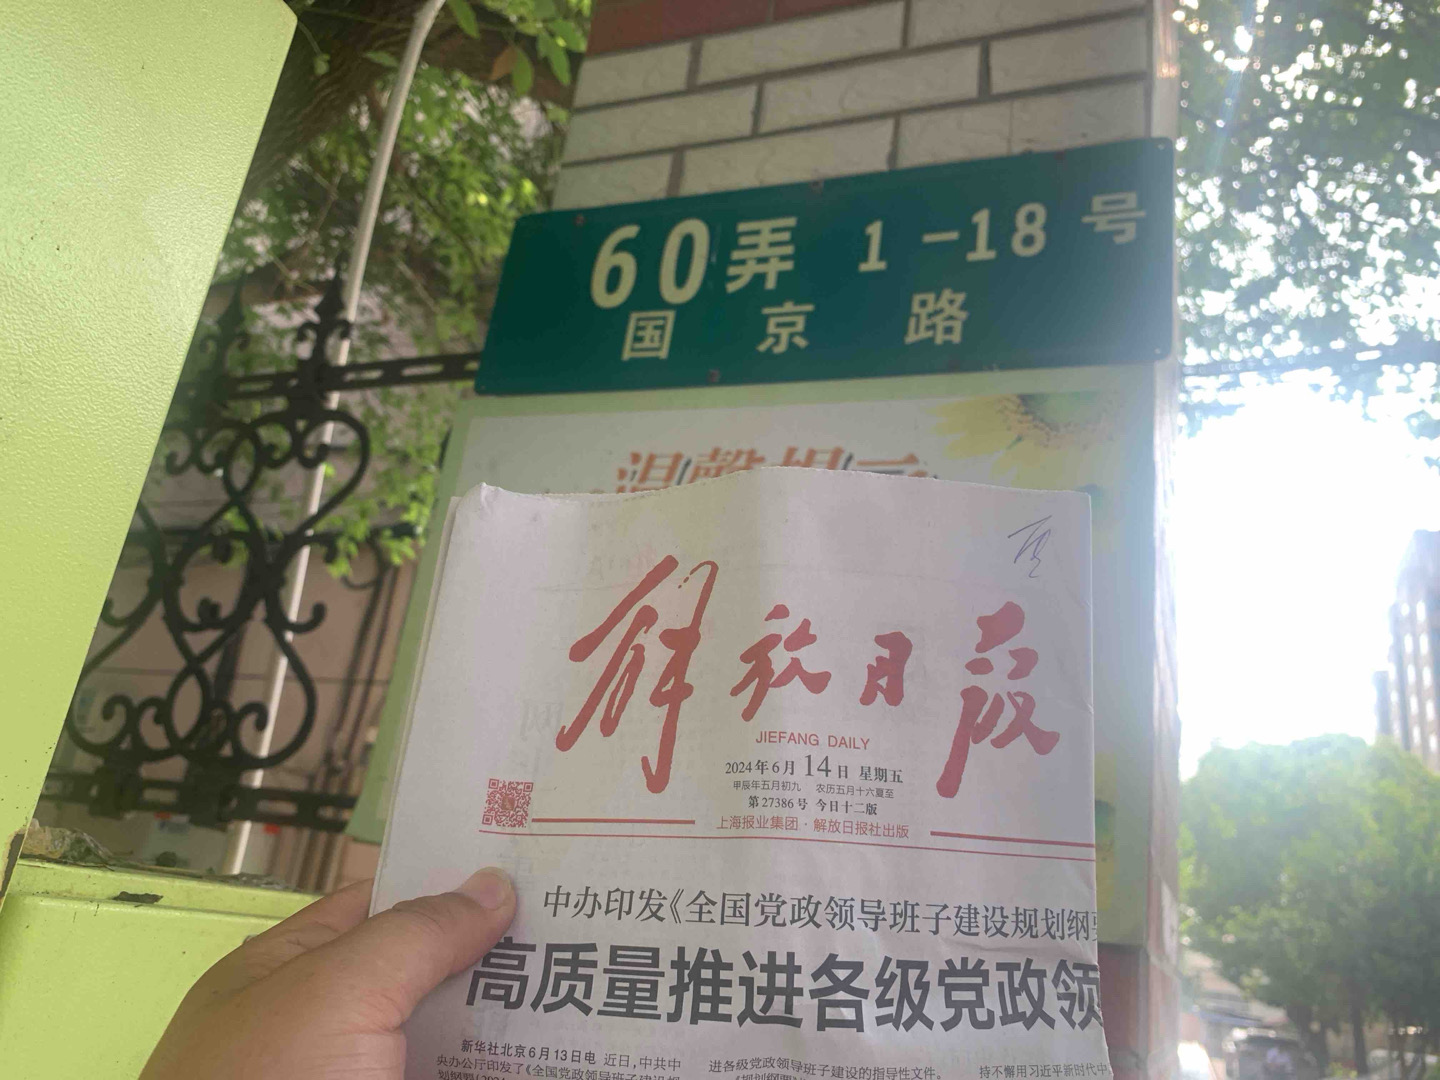 60弄 1-18号
国京路
温馨提示
解放日报
JIEFANG DAILY
2024年6月14日 星期五
甲辰年五月初九 农历五月十六夏至
第27386号 今日十二版
上海报业集团·解放日报社出版
中办印发《全国党政领导班子建设规划纲
高质量推进各级党政领
新华社北京6月13日电 近日，中共中
央办公厅印发了《全国党政领导班子建设规
进各级党政领导班子建设的指导性文件。
持不懈用习近平新时代中